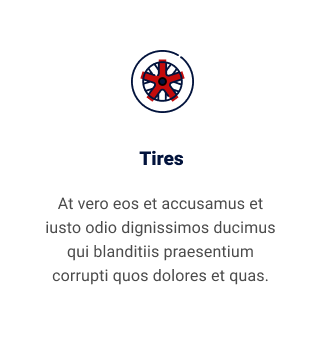 Tires
At vero eos et accusamus et
iusto odio dignissimos ducimus
qui blanditiis praesentium
corrupti quos dolores et quas.